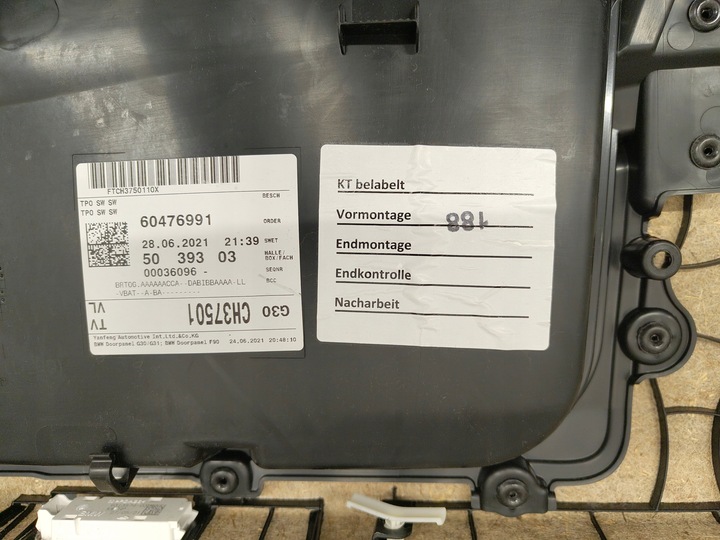 FTCH3750110X
TPO SW SW
TPO SW SW
BESCH
60476991
ORDER
28.06.2021 21:39
SWET
50 393 03
HALLE/
BOX/FACH
00036096 -
SEQNR
BCC
BRTOG.AAAAAACCA--DABIBBAAAA-LL
-VBAT--A-BA---------
TV
VL
CH37501
G30
Yanfeng Automotive Int.Ltd.&Co.KG
BMW Doorpanel G30/G31; BMW Doorpanel F90 24.06.2021 20:48:10
KT belabelt
Vormontage
188
Endmontage
Endkontrolle
Nacharbeit